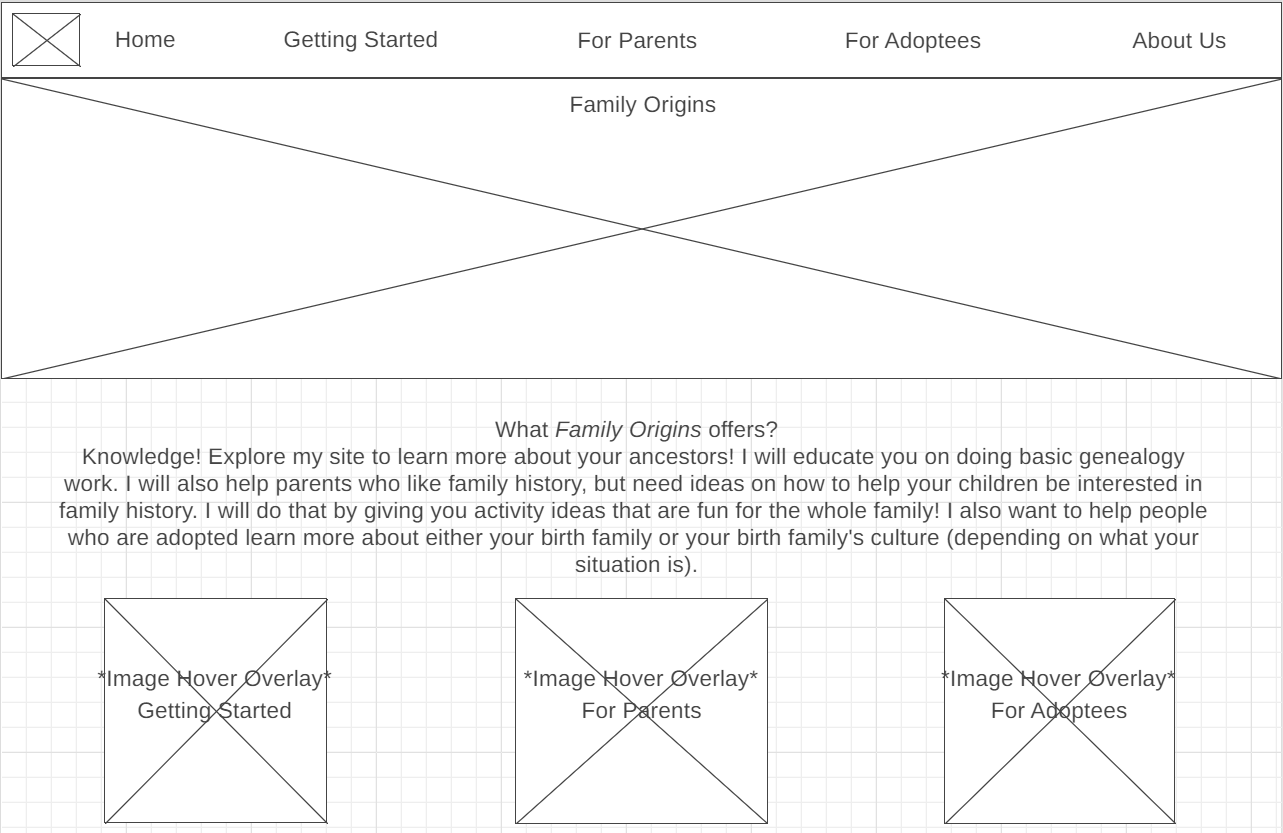 Home Getting Started For Parents For Adoptees About Us
Family Origins
What Family Origins offers?
Knowledge! Explore my site to learn more about your ancestors! I will educate you on doing basic genealogy
work. I will also help parents who like family history, but need ideas on how to help your children be interested in
family history. I will do that by giving you activity ideas that are fun for the whole family! I also want to help people
who are adopted learn more about either your birth family or your birth family's culture (depending on what your
situation is).
*Image Hover Overlay* *Image Hover Overlay* *Image Hover Overlay*
Getting Started For Parents For Adoptees